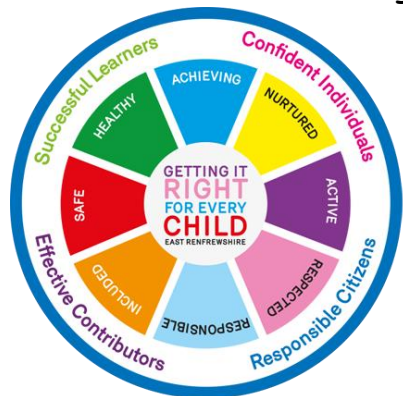 Successful Learners
Confident Individuals
Responsible Citizens
Effective Contributors
ACHIEVING
NURTURED
ACTIVE
RESPECTED
RESPONSIBLE
INCLUDED
SAFE
HEALTHY
GETTING IT
RIGHT
FOR EVERY
CHILD
EAST RENFREWSHIRE